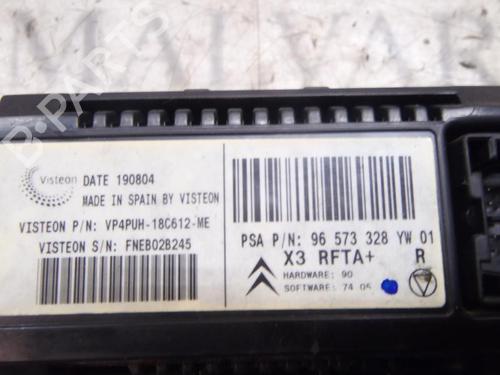 MALVAR
B-PARTS
Visteon
DATE 190804
MADE IN SPAIN BY VISTEON
VISTEON P/N: VP4PUH-18C612-ME
VISTEON S/N: FNEB02B245
PSA P/N: 96 573 328 YW 01
X3 RFTA+ R
HARDWARE: 90
SOFTWARE: 74 05